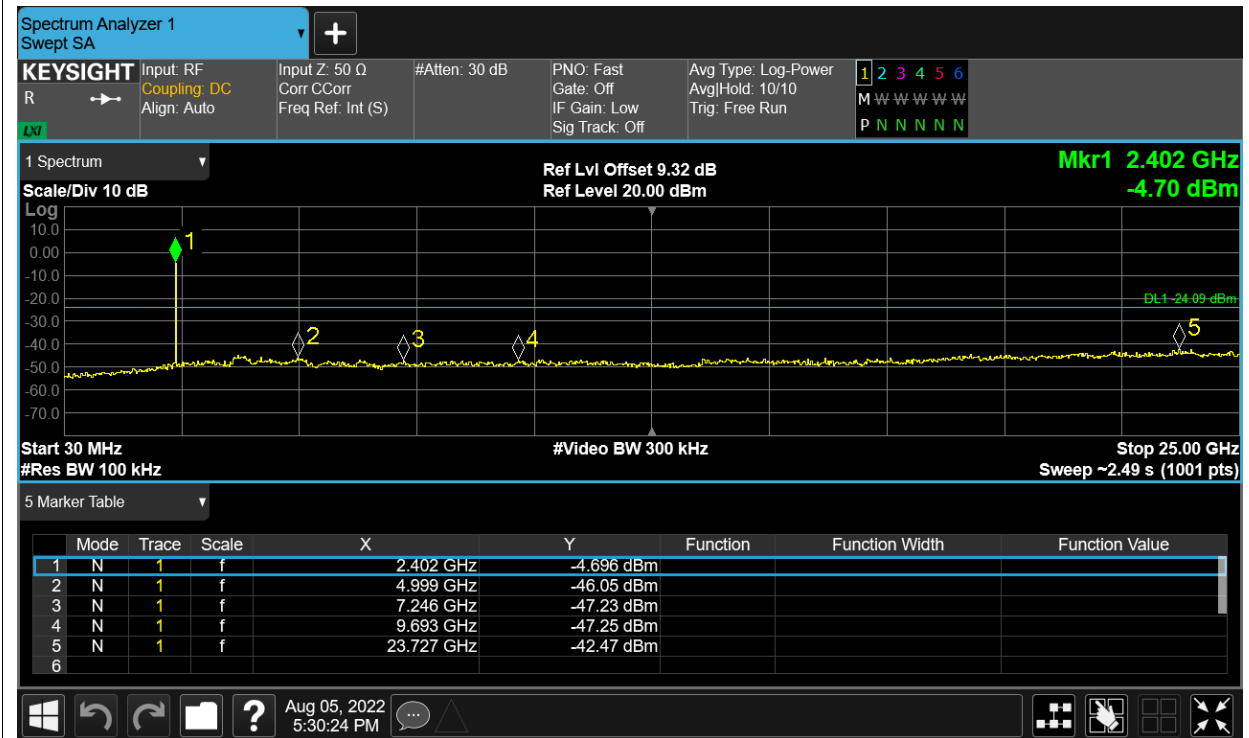 Spectrum Analyzer 1
Swept SA
KEYSIGHT Input: RF Input Z: 50 Ω #Atten: 30 dB PNO: Fast Avg Type: Log-Power 1 2 3 4 5 6
R Coupling: DC Corr CCorr Gate: Off Avg|Hold: 10/10 M W W W W W
Align: Auto Freq Ref: Int (S) IF Gain: Low Trig: Free Run
LXI Sig Track: Off P N N N N N
1 Spectrum Ref Lvl Offset 9.32 dB Mkr1 2.402 GHz
Scale/Div 10 dB Ref Level 20.00 dBm -4.70 dBm
Log
10.0
1
0.00
-10.0
-20.0
DL1 -24.09 dBm
-30.0
2 3 4 5
-40.0
-50.0
-60.0
-70.0
Start 30 MHz #Video BW 300 kHz Stop 25.00 GHz
#Res BW 100 kHz Sweep ~2.49 s (1001 pts)
5 Marker Table
Mode Trace Scale X Y Function Function Width Function Value
1 N 1 f 2.402 GHz -4.696 dBm
2 N 1 f 4.999 GHz -46.05 dBm
3 N 1 f 7.246 GHz -47.23 dBm
4 N 1 f 9.693 GHz -47.25 dBm
5 N 1 f 23.727 GHz -42.47 dBm
6
? Aug 05, 2022
5:30:24 PM